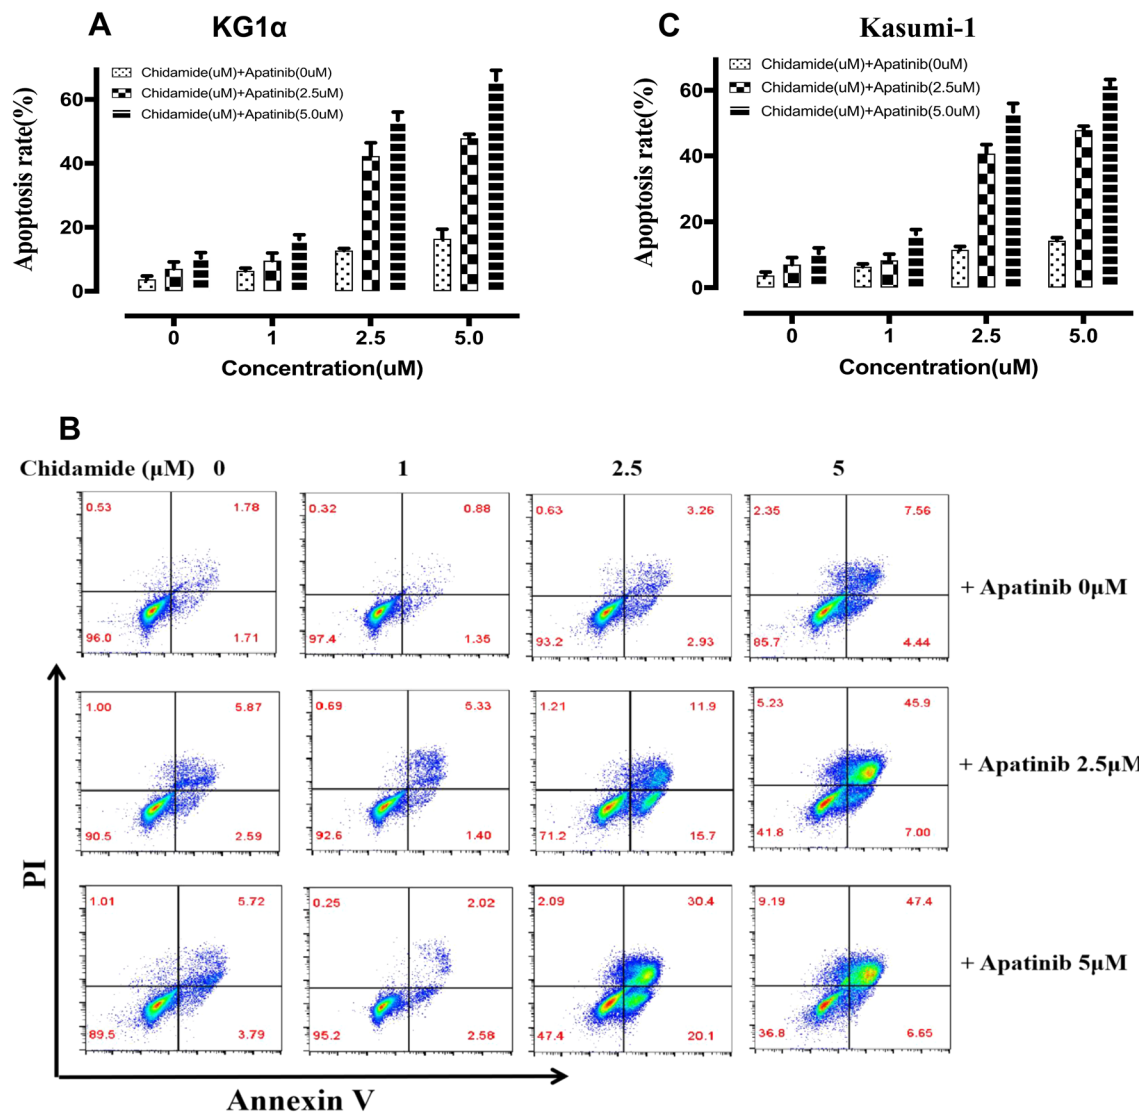 A
KG1α
Chidamide(uM)+Apatinib(0uM)
Chidamide(uM)+Apatinib(2.5uM)
Chidamide(uM)+Apatinib(5.0uM)
Apoptosis rate(%)
60
40
20
0
0 1 2.5 5.0
Concentration(uM)
C
Kasumi-1
Chidamide(uM)+Apatinib(0uM)
Chidamide(uM)+Apatinib(2.5uM)
Chidamide(uM)+Apatinib(5.0uM)
Apoptosis rate(%)
60
40
20
0
0 1 2.5 5.0
Concentration(uM)
B
Chidamide (μM) 0 1 2.5 5
0.53 1.78 0.32 0.88 0.63 3.26 2.35 7.56
+ Apatinib 0μM
96.0 1.71 97.4 1.35 93.2 2.93 85.7 4.44
1.00 5.87 0.69 5.33 1.21 11.9 5.23 45.9
+ Apatinib 2.5μM
90.5 2.59 92.6 1.40 71.2 15.7 41.8 7.00
1.01 5.72 0.25 2.02 2.09 30.4 9.19 47.4
+ Apatinib 5μM
89.5 3.79 95.2 2.58 47.4 20.1 36.8 6.65
PI
Annexin V